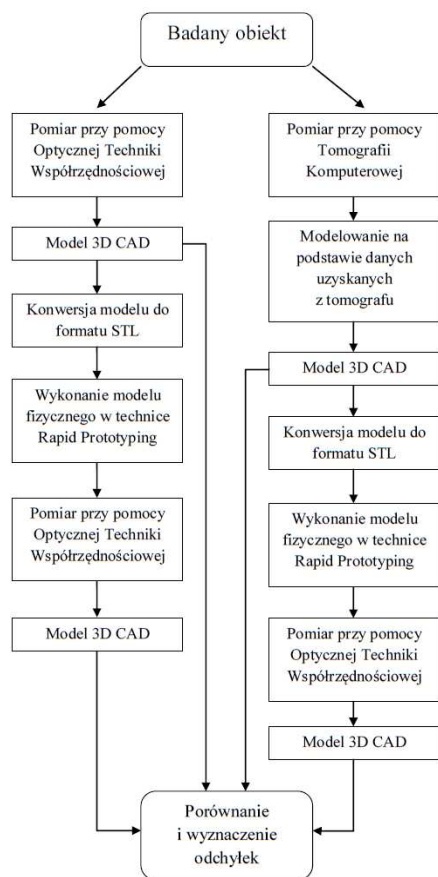 Badany obiekt
Pomiar przy pomocy
Optycznej Techniki
Współrzędnościowej
Model 3D CAD
Konwersja modelu do
formatu STL
Wykonanie modelu
fizycznego w technice
Rapid Prototyping
Pomiar przy pomocy
Optycznej Techniki
Współrzędnościowej
Model 3D CAD
Pomiar przy pomocy
Tomografii
Komputerowej
Modelowanie na
podstawie danych
uzyskanych
z tomografu
Model 3D CAD
Konwersja modelu do
formatu STL
Wykonanie modelu
fizycznego w technice
Rapid Prototyping
Pomiar przy pomocy
Optycznej Techniki
Współrzędnościowej
Model 3D CAD
Porównanie
i wyznaczenie
odchyłek